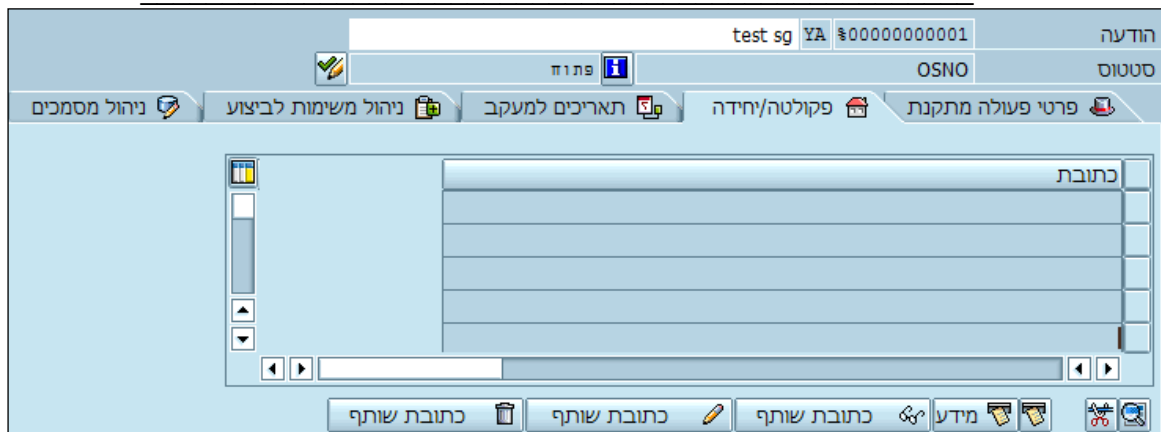 הודעה %00000000001 YA test sg
סטטוס OSNO פתוח
פרטי פעולה מתקנת פקולטה/יחידה תאריכים למעקב ניהול משימות לביצוע ניהול מסמכים
כתובת
מידע כתובת שותף כתובת שותף כתובת שותף